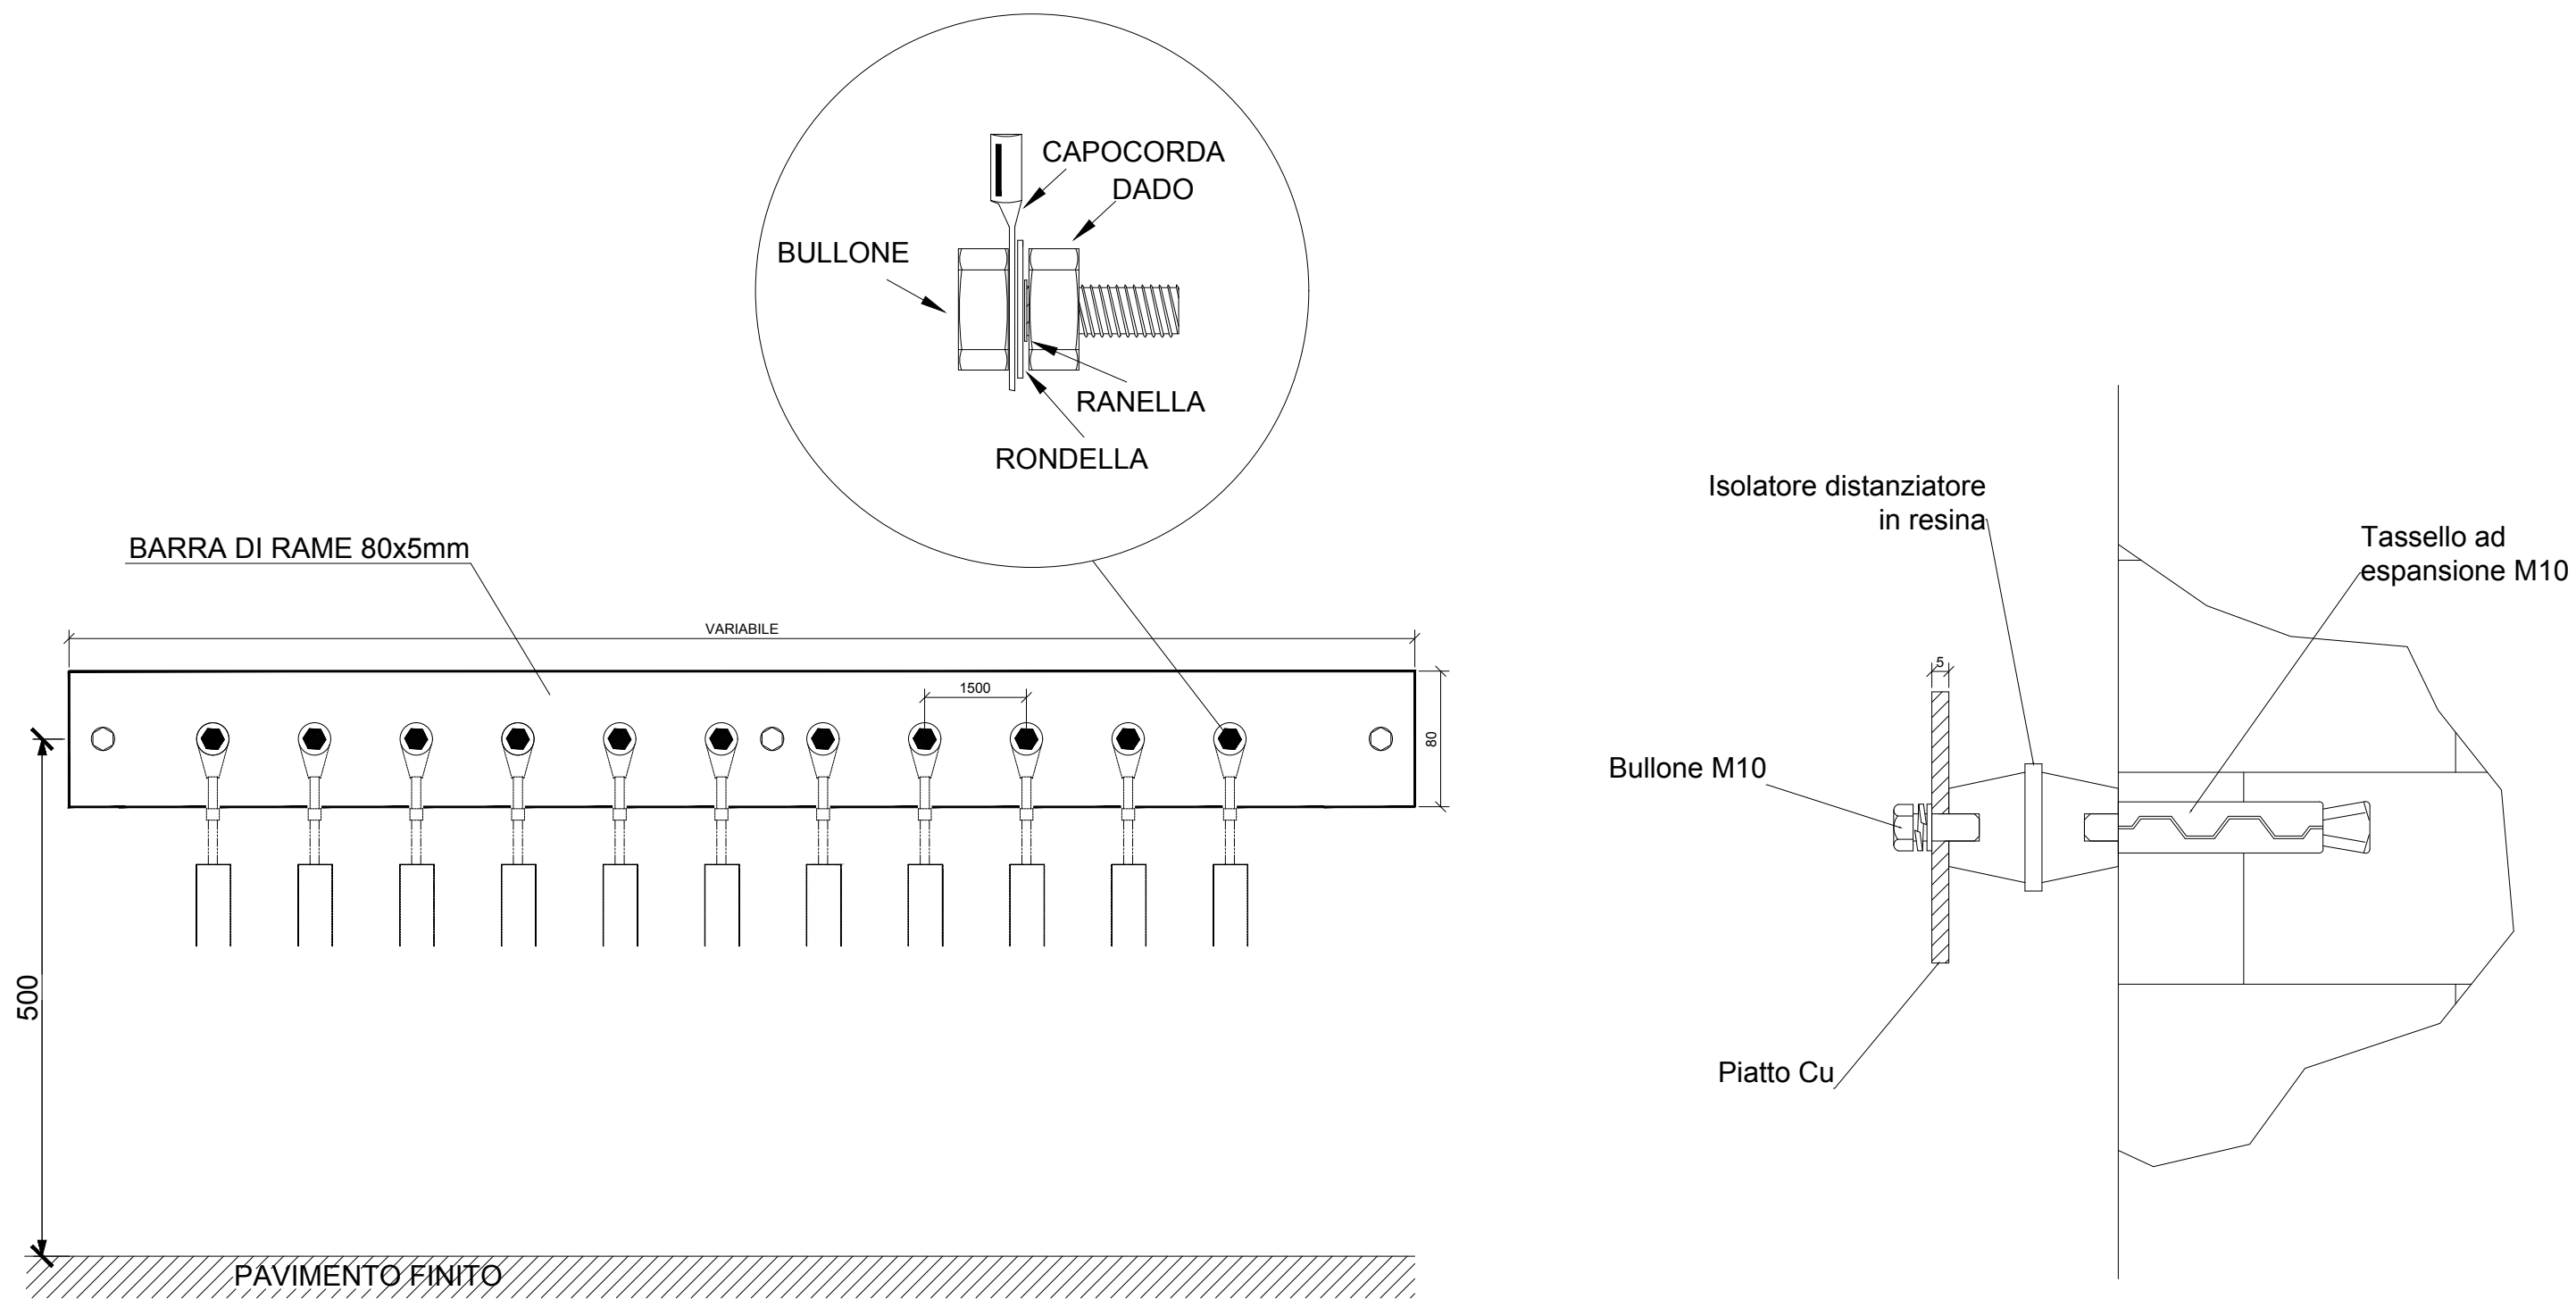 CAPOCORDA
DADO
BULLONE
RANELLA
RONDELLA
BARRA DI RAME 80x5mm
VARIABILE
1500
80
500
PAVIMENTO FINITO
Isolatore distanziatore
in resina
Tassello ad
espansione M10
5
Bullone M10
Piatto Cu